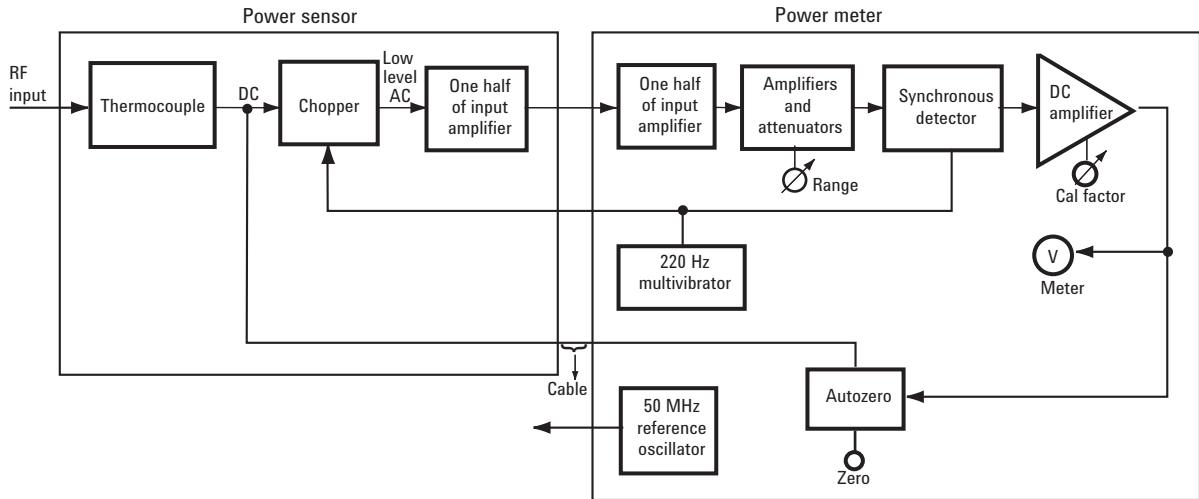 Power sensor
Power meter
RF
input
Thermocouple
DC
Chopper
Low
level
AC
One half
of input
amplifier
One half
of input
amplifier
Amplifiers
and
attenuators
Range
Synchronous
detector
DC
amplifier
Cal factor
220 Hz
multivibrator
V
Meter
Cable
50 MHz
reference
oscillator
Autozero
Zero